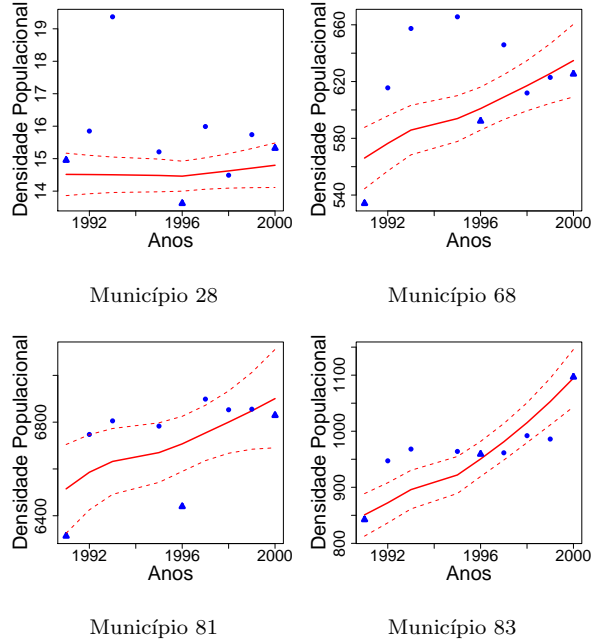 Densidade Populacional
14 15 16 17 18 19
1992 1996 2000
Anos
Município 28
Densidade Populacional
540 580 620 660
1992 1996 2000
Anos
Município 68
Densidade Populacional
6400 6800
1992 1996 2000
Anos
Município 81
Densidade Populacional
800 900 1000 1100
1992 1996 2000
Anos
Município 83